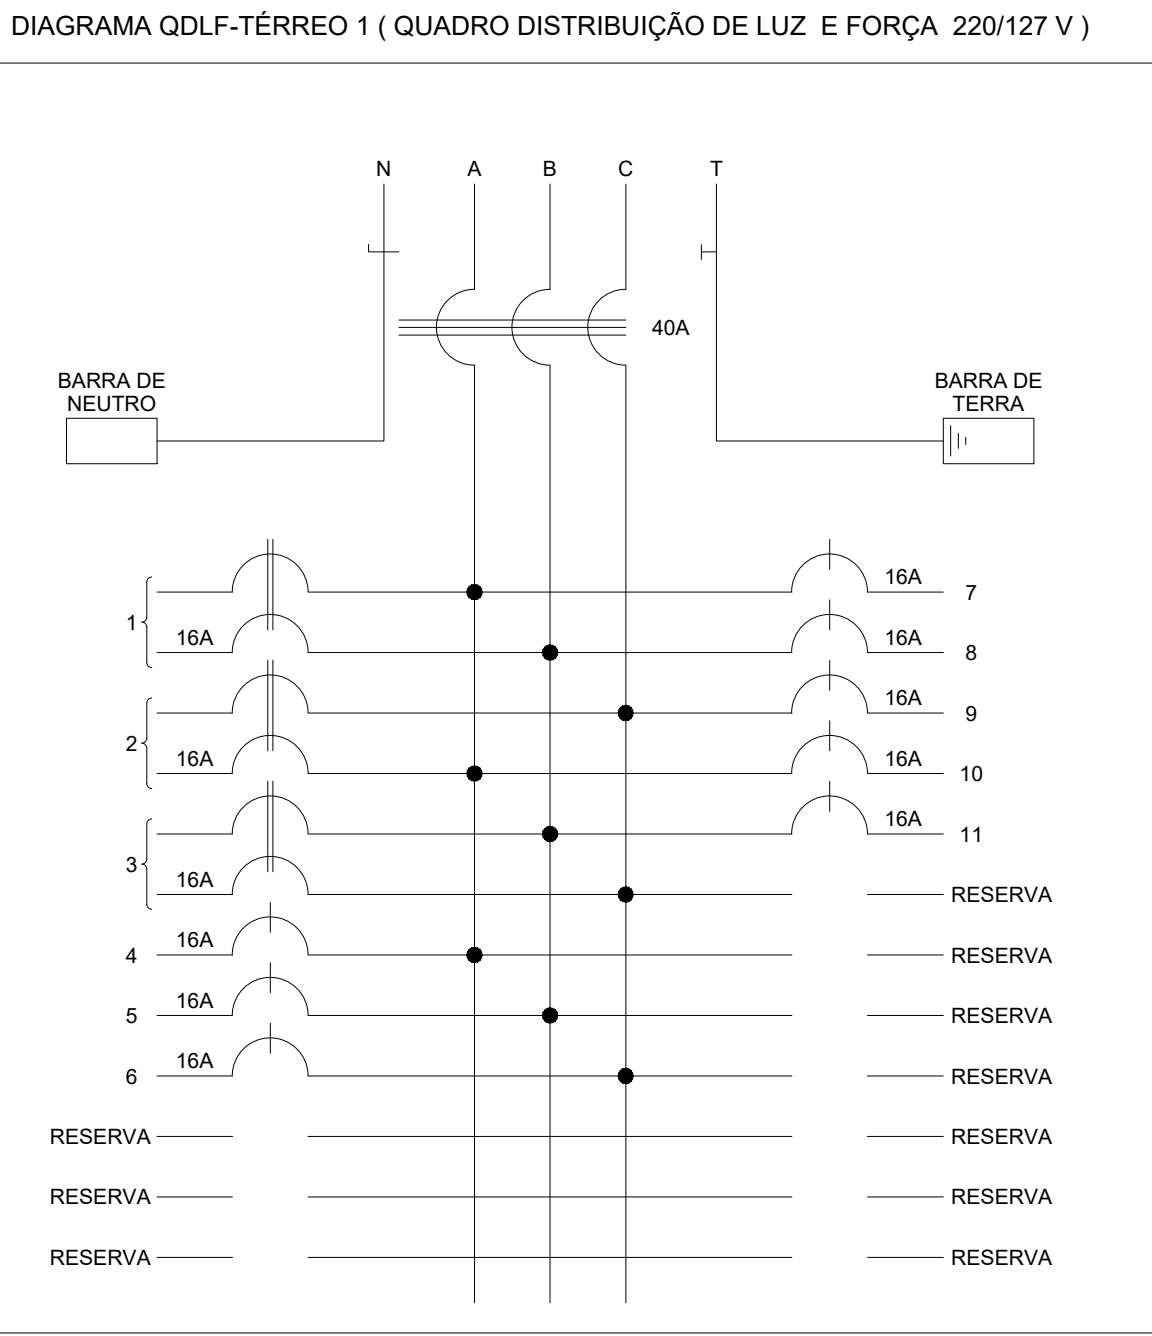 DIAGRAMA QDLF-TÉRREO 1 ( QUADRO DISTRIBUIÇÃO DE LUZ E FORÇA 220/127 V )
N A B C T
40A
BARRA DE
NEUTRO
BARRA DE
TERRA
16A 7
1
16A 16A 8
16A 9
2
16A 16A 10
16A 11
3
16A RESERVA
4 16A RESERVA
5 16A RESERVA
6 16A RESERVA
RESERVA RESERVA
RESERVA RESERVA
RESERVA RESERVA